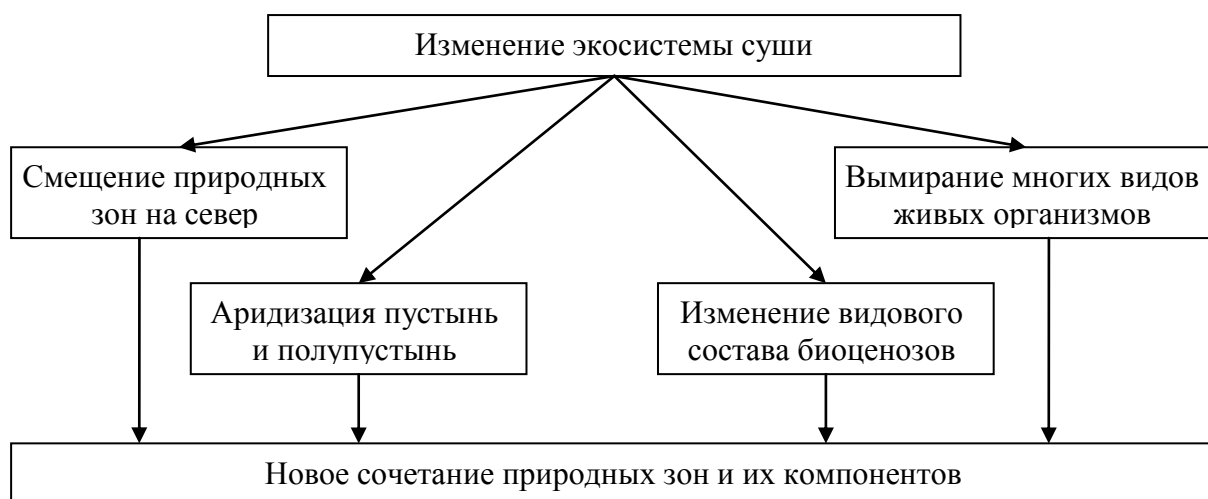 Изменение экосистемы суши
Смещение природных
зон на север
Вымирание многих видов
живых организмов
Аридизация пустынь
и полупустынь
Изменение видового
состава биоценозов
Новое сочетание природных зон и их компонентов